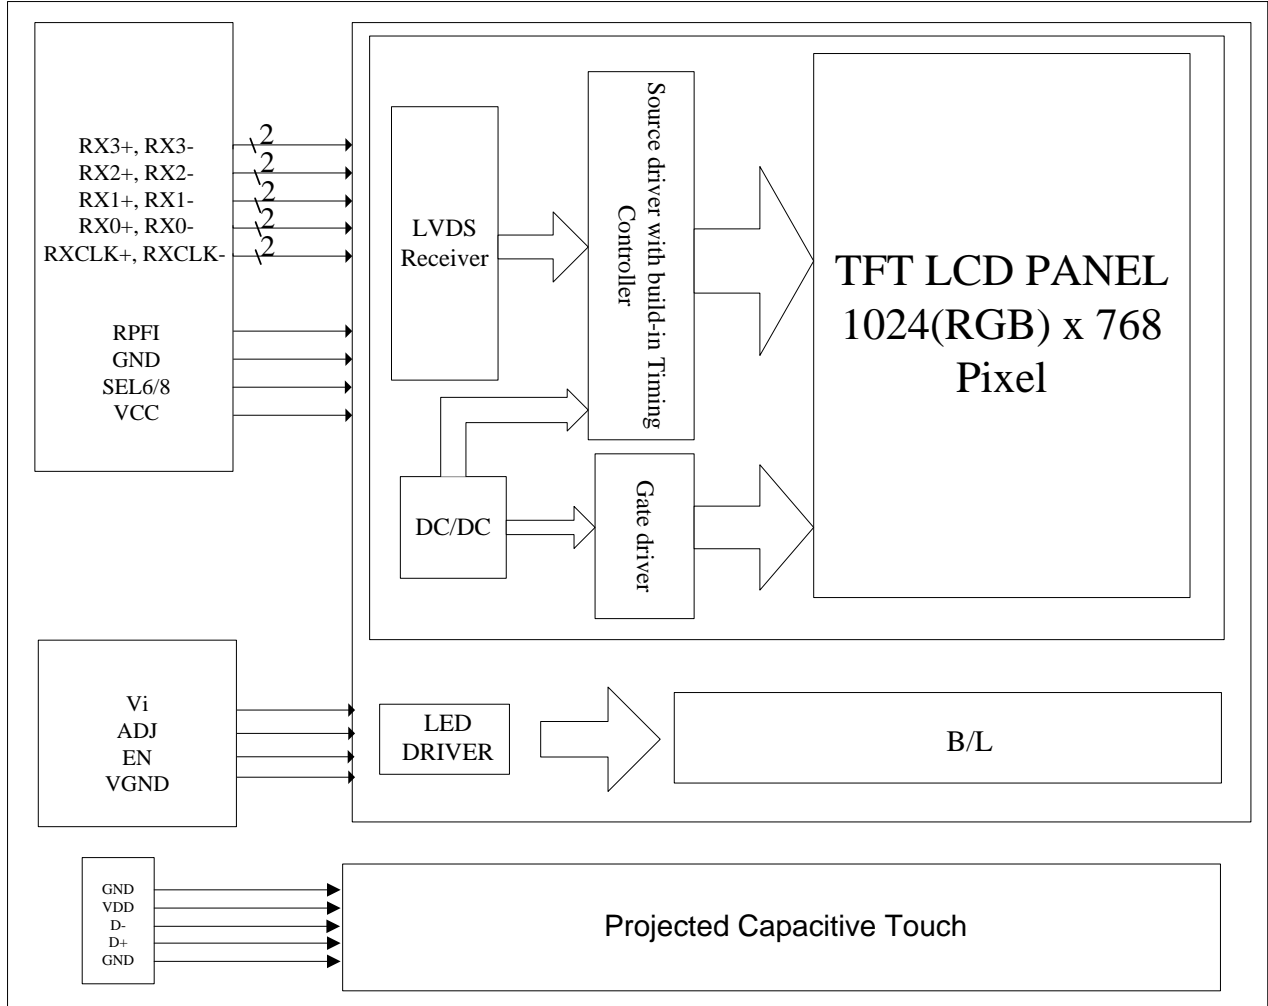 RX3+, RX3-
2
RX2+, RX2-
2
RX1+, RX1-
2
RX0+, RX0-
2
RXCLK+, RXCLK-
2
RPFI
GND
SEL6/8
VCC
LVDS
Receiver
Source driver with build-in Timing
Controller
DC/DC
Gate driver
TFT LCD PANEL
1024(RGB) x 768
Pixel
Vi
ADJ
EN
VGND
LED
DRIVER
B/L
GND
VDD
D-
D+
GND
Projected Capacitive Touch